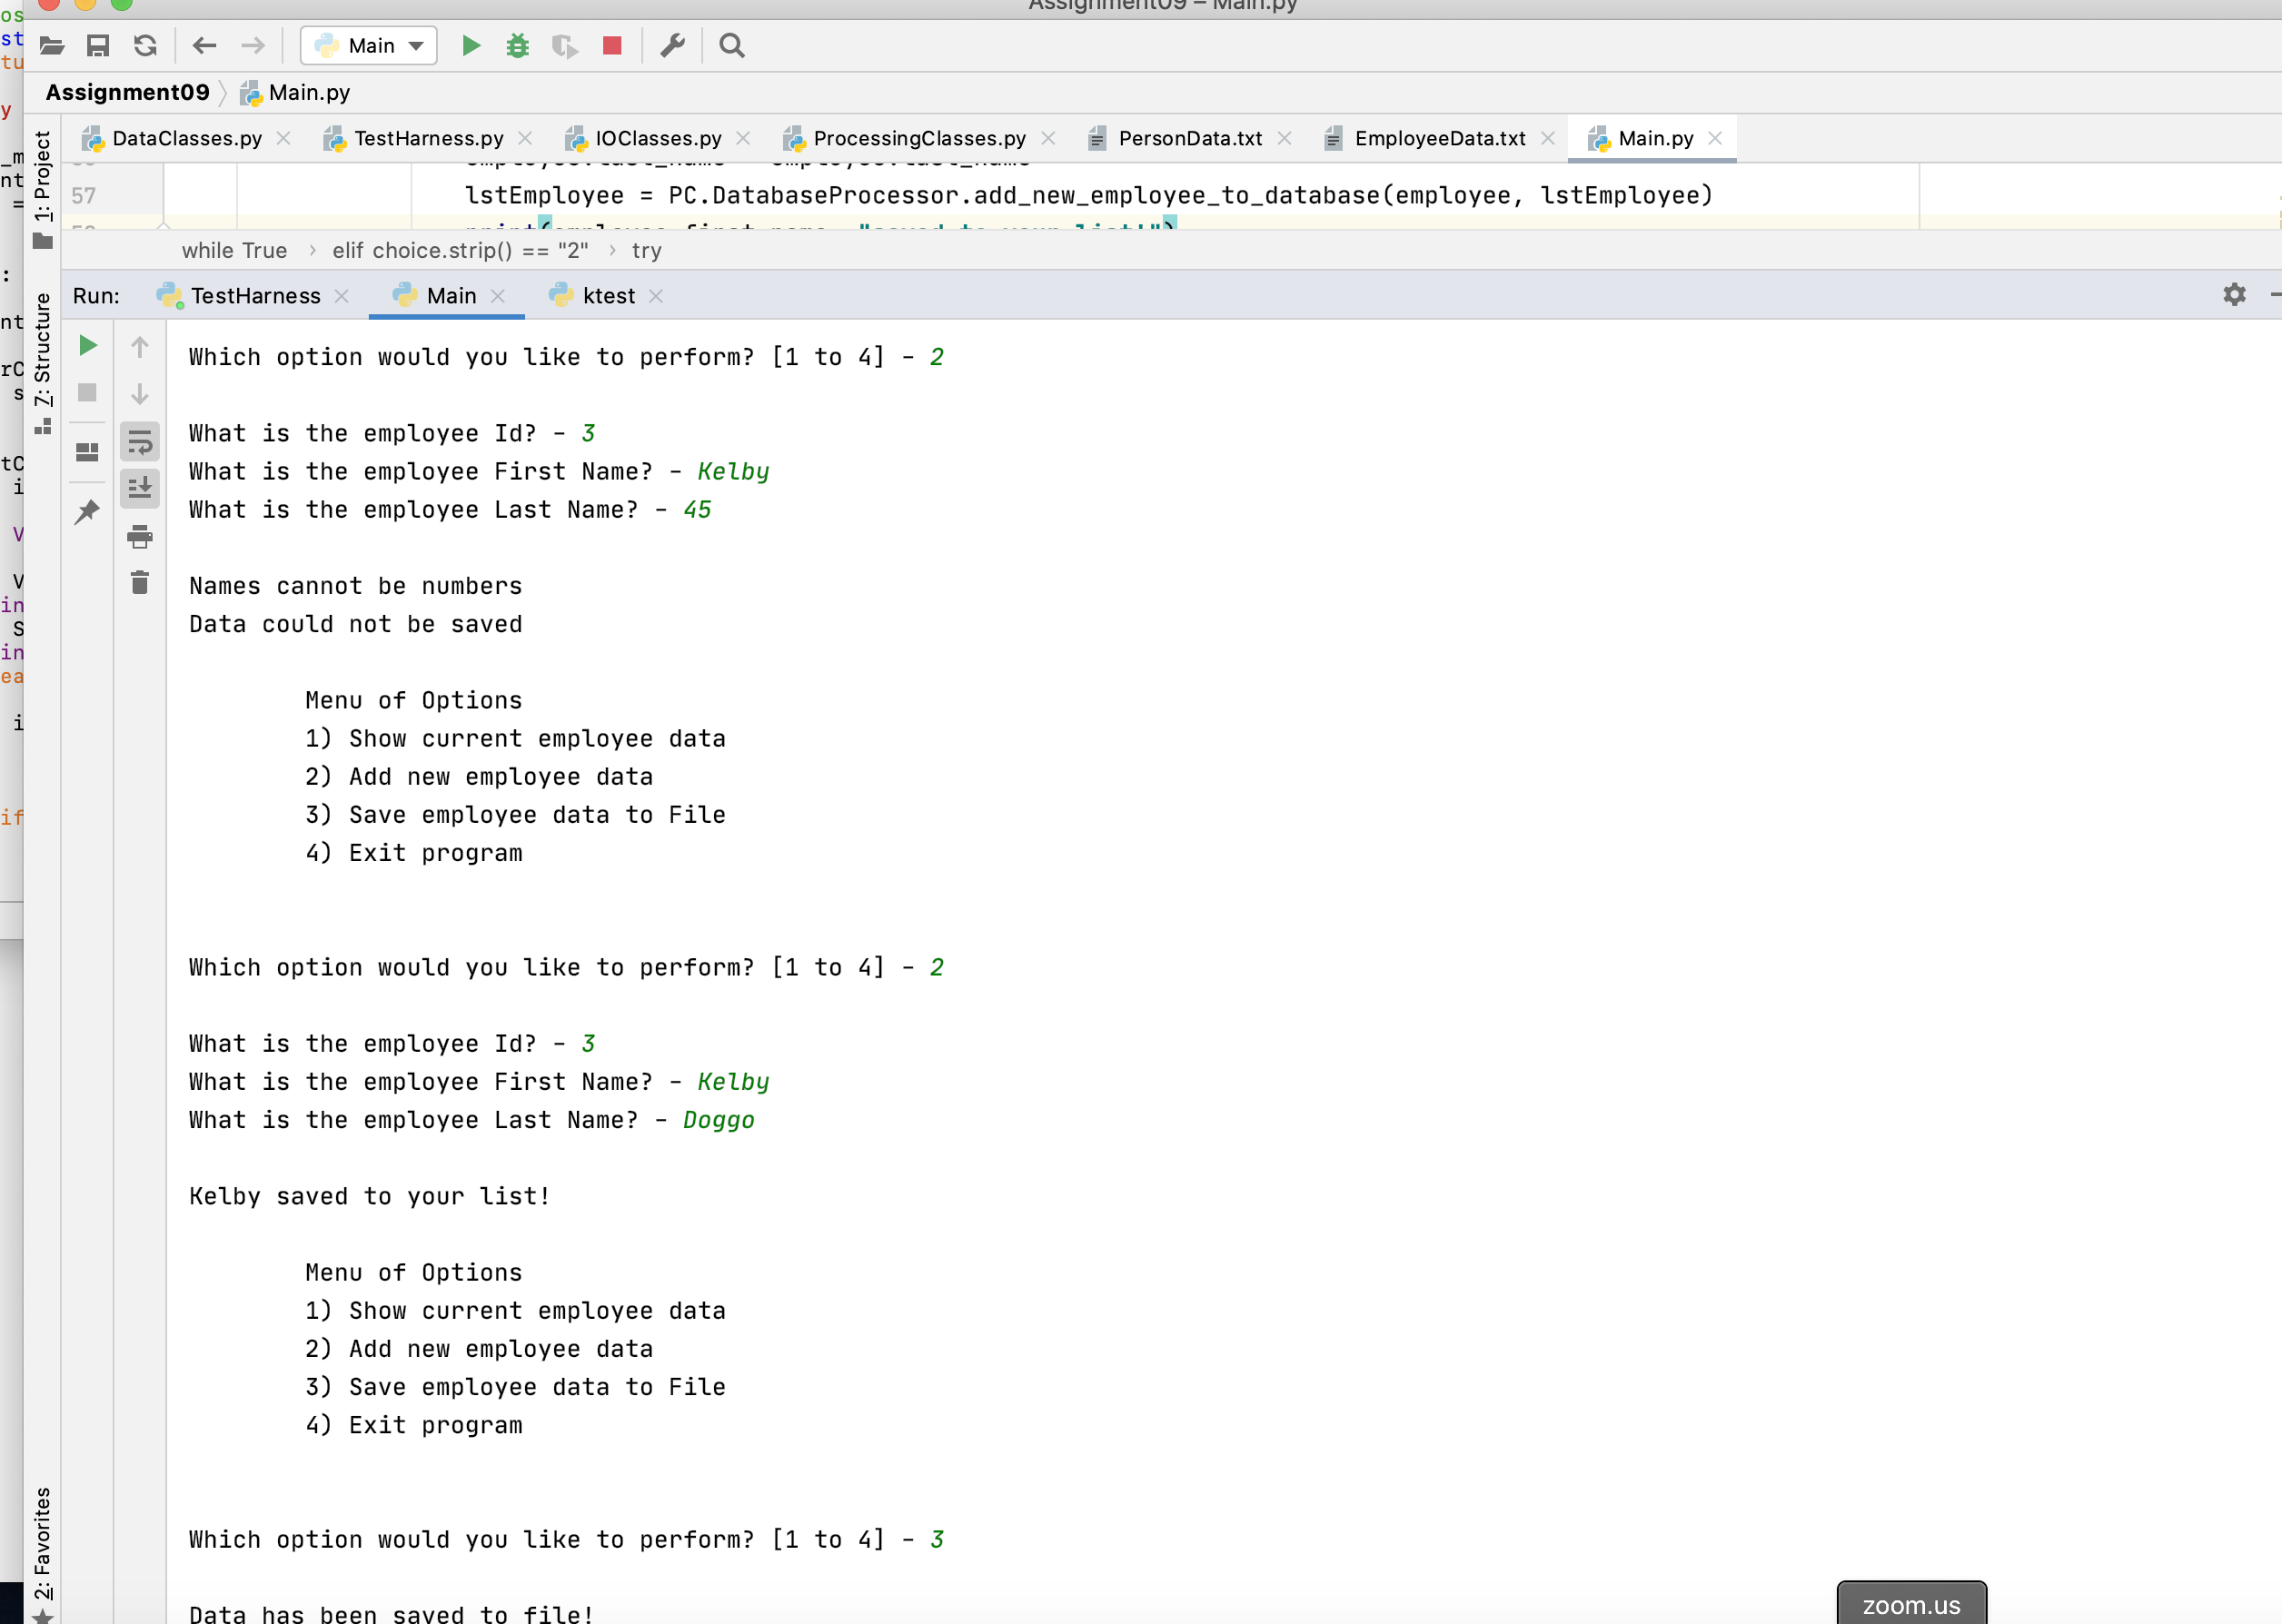 Assignment09 – Main.py
Main
Assignment09 Main.py
DataClasses.py TestHarness.py IOClasses.py ProcessingClasses.py PersonData.txt EmployeeData.txt Main.py
1: Project
7: Structure
2: Favorites
57 lstEmployee = PC.DatabaseProcessor.add_new_employee_to_database(employee, lstEmployee)
print(employee.first_name, "saved to your list!")
while True › elif choice.strip() == "2" › try
Run: TestHarness Main ktest
Which option would you like to perform? [1 to 4] - 2
What is the employee Id? - 3
What is the employee First Name? - Kelby
What is the employee Last Name? - 45
Names cannot be numbers
Data could not be saved
Menu of Options
1) Show current employee data
2) Add new employee data
3) Save employee data to File
4) Exit program
Which option would you like to perform? [1 to 4] - 2
What is the employee Id? - 3
What is the employee First Name? - Kelby
What is the employee Last Name? - Doggo
Kelby saved to your list!
Menu of Options
1) Show current employee data
2) Add new employee data
3) Save employee data to File
4) Exit program
Which option would you like to perform? [1 to 4] - 3
Data has been saved to file!
zoom.us